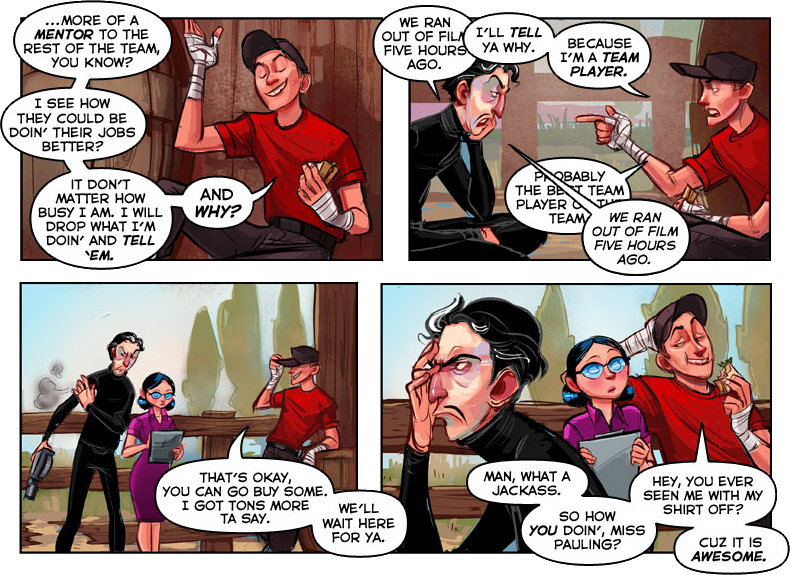 ...MORE OF A
MENTOR TO THE
REST OF THE TEAM,
YOU KNOW?
I SEE HOW
THEY COULD BE
DOIN' THEIR JOBS
BETTER?
IT DON'T
MATTER HOW
BUSY I AM. I WILL
DROP WHAT I'M
DOIN' AND TELL
'EM.
AND
WHY?
WE RAN
OUT OF FILM
FIVE HOURS
AGO.
I'LL TELL
YA WHY.
BECAUSE
I'M A TEAM
PLAYER.
PROBABLY
THE BEST TEAM
PLAYER ON THIS
TEAM
WE RAN
OUT OF FILM
FIVE HOURS
AGO.
THAT'S OKAY,
YOU CAN GO BUY SOME.
I GOT TONS MORE
TA SAY.
WE'LL
WAIT HERE
FOR YA.
MAN, WHAT A
JACKASS.
SO HOW
YOU DOIN', MISS
PAULING?
HEY, YOU EVER
SEEN ME WITH MY
SHIRT OFF?
CUZ IT IS
AWESOME.